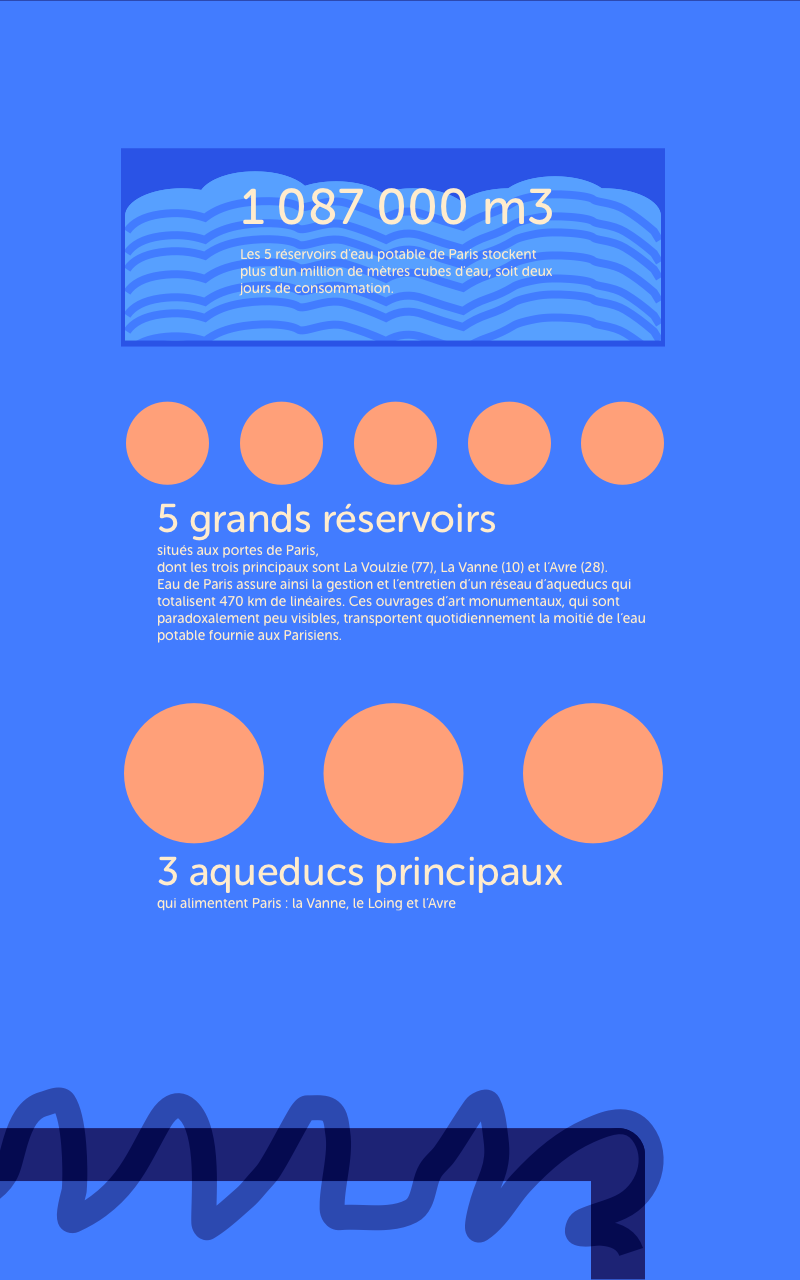 1 087 000 m3
Les 5 réservoirs d'eau potable de Paris stockent
plus d'un million de mètres cubes d'eau, soit deux
jours de consommation.
5 grands réservoirs
situés aux portes de Paris,
dont les trois principaux sont La Voulzie (77), La Vanne (10) et l'Avre (28).
Eau de Paris assure ainsi la gestion et l'entretien d'un réseau d'aqueducs qui
totalisent 470 km de linéaires. Ces ouvrages d'art monumentaux, qui sont
paradoxalement peu visibles, transportent quotidiennement la moitié de l'eau
potable fournie aux Parisiens.
3 aqueducs principaux
qui alimentent Paris : la Vanne, le Loing et l'Avre